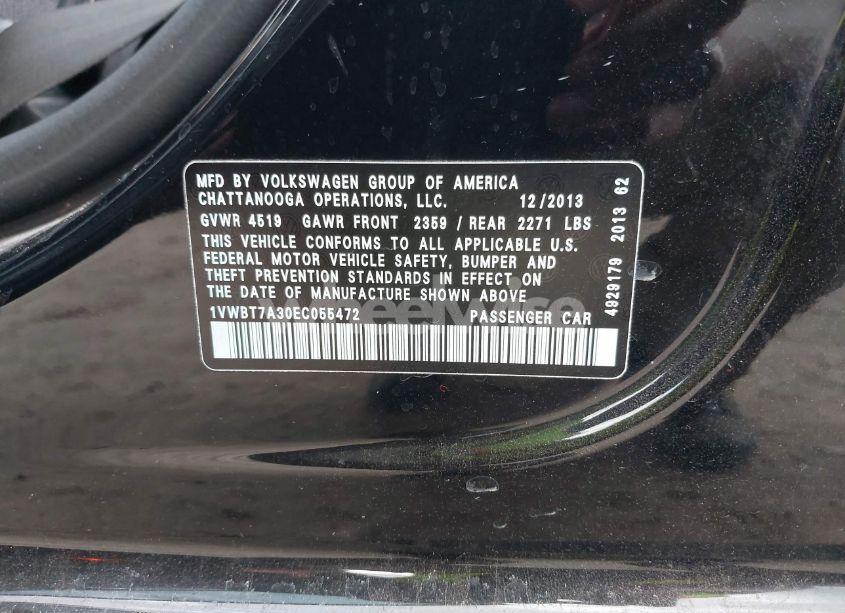 MFD BY VOLKSWAGEN GROUP OF AMERICA
CHATTANOOGA OPERATIONS, LLC. 12/2013
GVWR 4519 GAWR FRONT 2359 / REAR 2271 LBS
THIS VEHICLE CONFORMS TO ALL APPLICABLE U.S.
FEDERAL MOTOR VEHICLE SAFETY, BUMPER AND
THEFT PREVENTION STANDARDS IN EFFECT ON
THE DATE OF MANUFACTURE SHOWN ABOVE
1VWBT7A30EC055472 PASSENGER CAR
4929179 2013 62